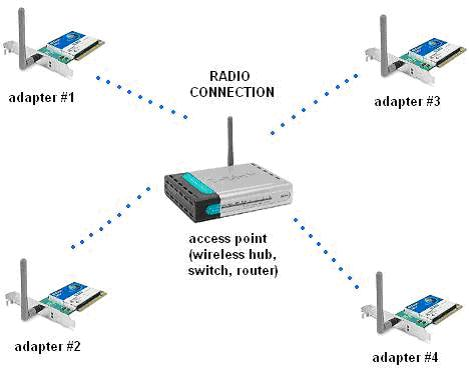 adapter #1
RADIO
CONNECTION
adapter #3
access point
(wireless hub,
switch, router)
adapter #2
adapter #4